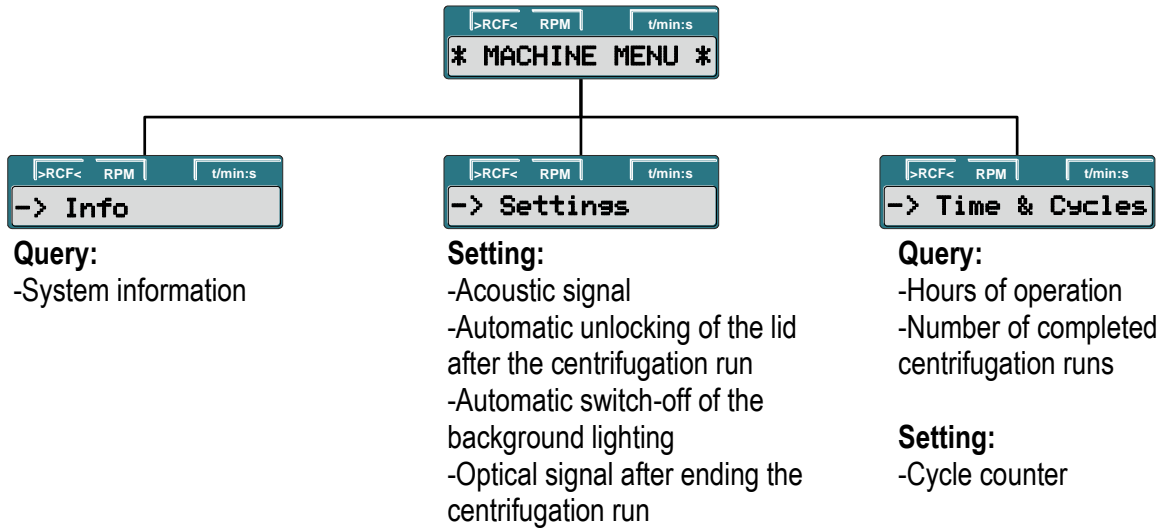 >RCF< RPM t/min:s
* MACHINE MENU *
>RCF< RPM t/min:s
-> Info
Query:
-System information
>RCF< RPM t/min:s
-> Settings
Setting:
-Acoustic signal
-Automatic unlocking of the lid
after the centrifugation run
-Automatic switch-off of the
background lighting
-Optical signal after ending the
centrifugation run
>RCF< RPM t/min:s
-> Time & Cycles
Query:
-Hours of operation
-Number of completed
centrifugation runs
Setting:
-Cycle counter